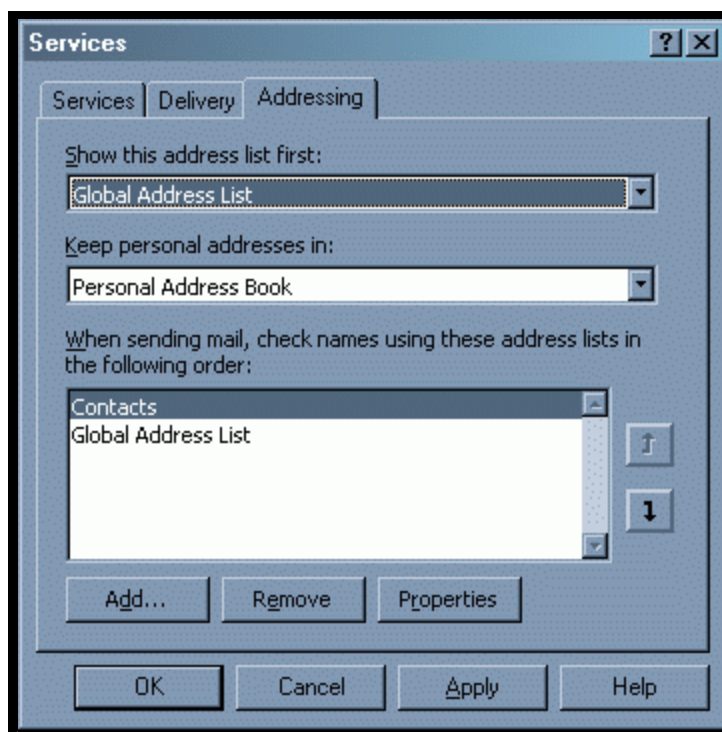 Services
Services Delivery Addressing
Show this address list first:
Global Address List
Keep personal addresses in:
Personal Address Book
When sending mail, check names using these address lists in
the following order:
Contacts
Global Address List
Add... Remove Properties
OK Cancel Apply Help